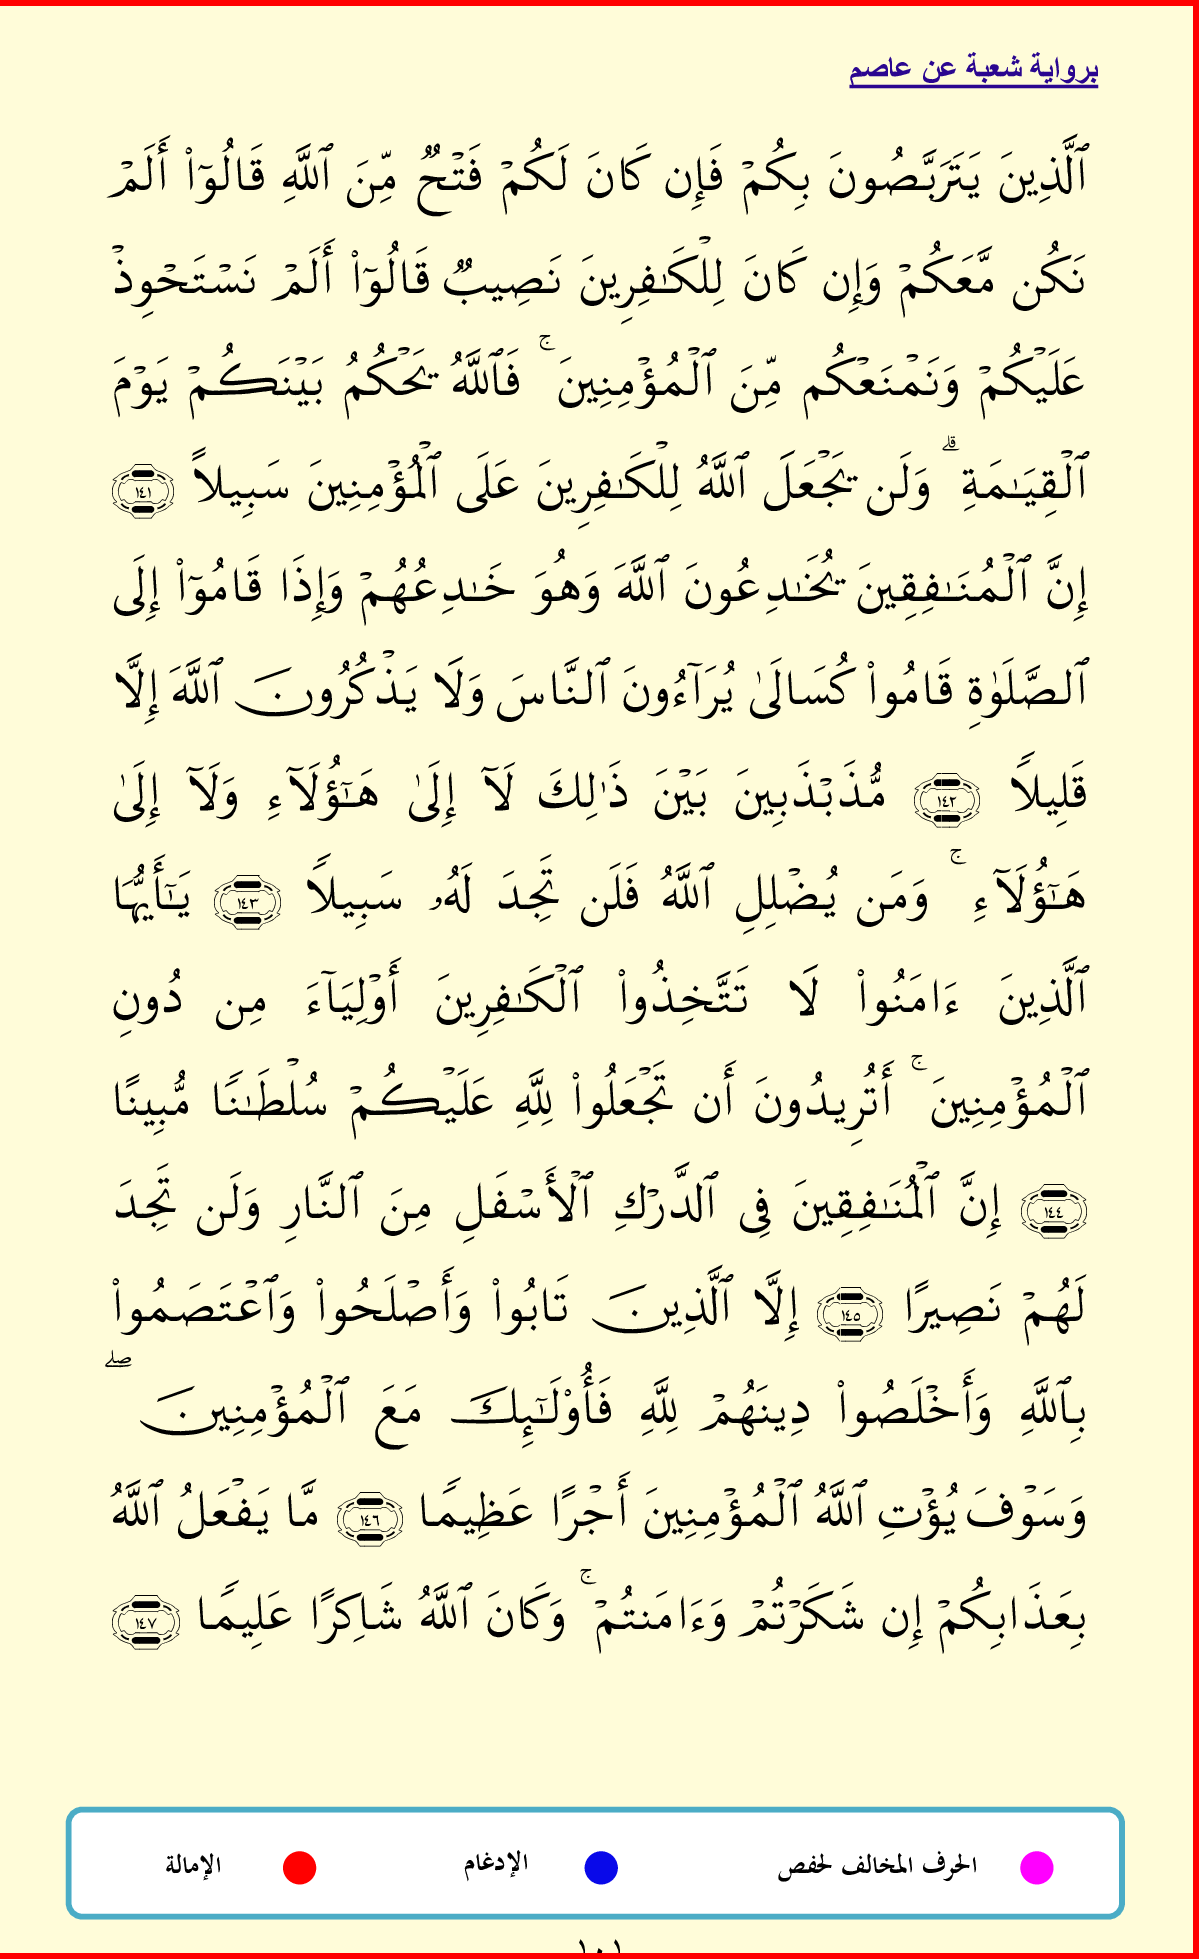 برواية شعبة عن عاصم
ٱلَّذِينَ يَتَرَبَّصُونَ بِكُمۡ فَإِن كَانَ لَكُمۡ فَتۡحٞ مِّنَ ٱللَّهِ قَالُوٓاْ أَلَمۡ
نَكُن مَّعَكُمۡ وَإِن كَانَ لِلۡكَٰفِرِينَ نَصِيبٞ قَالُوٓاْ أَلَمۡ نَسۡتَحۡوِذۡ
عَلَيۡكُمۡ وَنَمۡنَعۡكُم مِّنَ ٱلۡمُؤۡمِنِينَۚ فَٱللَّهُ يَحۡكُمُ بَيۡنَكُمۡ يَوۡمَ
ٱلۡقِيَٰمَةِۗ وَلَن يَجۡعَلَ ٱللَّهُ لِلۡكَٰفِرِينَ عَلَى ٱلۡمُؤۡمِنِينَ سَبِيلًا ١٤١
إِنَّ ٱلۡمُنَٰفِقِينَ يُخَٰدِعُونَ ٱللَّهَ وَهُوَ خَٰدِعُهُمۡ وَإِذَا قَامُوٓاْ إِلَى
ٱلصَّلَوٰةِ قَامُواْ كُسَالَىٰ يُرَآءُونَ ٱلنَّاسَ وَلَا يَذۡكُرُونَ ٱللَّهَ إِلَّا
قَلِيلًا ١٤٢ مُّذَبۡذَبِينَ بَيۡنَ ذَٰلِكَ لَآ إِلَىٰ هَٰٓؤُلَآءِ وَلَآ إِلَىٰ
هَٰٓؤُلَآءِۚ وَمَن يُضۡلِلِ ٱللَّهُ فَلَن تَجِدَ لَهُۥ سَبِيلًا ١٤٣ يَٰٓأَيُّهَا
ٱلَّذِينَ ءَامَنُواْ لَا تَتَّخِذُواْ ٱلۡكَٰفِرِينَ أَوۡلِيَآءَ مِن دُونِ
ٱلۡمُؤۡمِنِينَۚ أَتُرِيدُونَ أَن تَجۡعَلُواْ لِلَّهِ عَلَيۡكُمۡ سُلۡطَٰنٗا مُّبِينًا
١٤٤ إِنَّ ٱلۡمُنَٰفِقِينَ فِي ٱلدَّرَكِ ٱلۡأَسۡفَلِ مِنَ ٱلنَّارِ وَلَن تَجِدَ
لَهُمۡ نَصِيرًا ١٤٥ إِلَّا ٱلَّذِينَ تَابُواْ وَأَصۡلَحُواْ وَٱعۡتَصَمُواْ
بِٱللَّهِ وَأَخۡلَصُواْ دِينَهُمۡ لِلَّهِ فَأُوْلَٰٓئِكَ مَعَ ٱلۡمُؤۡمِنِينَۖ
وَسَوۡفَ يُؤۡتِ ٱللَّهُ ٱلۡمُؤۡمِنِينَ أَجۡرًا عَظِيمٗا ١٤٦ مَّا يَفۡعَلُ ٱللَّهُ
بِعَذَابِكُمۡ إِن شَكَرۡتُمۡ وَءَامَنتُمۡۚ وَكَانَ ٱللَّهُ شَاكِرًا عَلِيمٗا ١٤٧
الحرف المخالف لحفص الإدغام الإمالة
١٠١